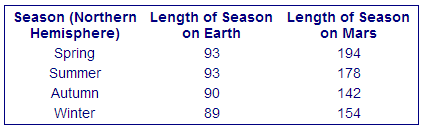 Season (Northern Hemisphere) Length of Season on Earth Length of Season on Mars
Spring 93 194
Summer 93 178
Autumn 90 142
Winter 89 154